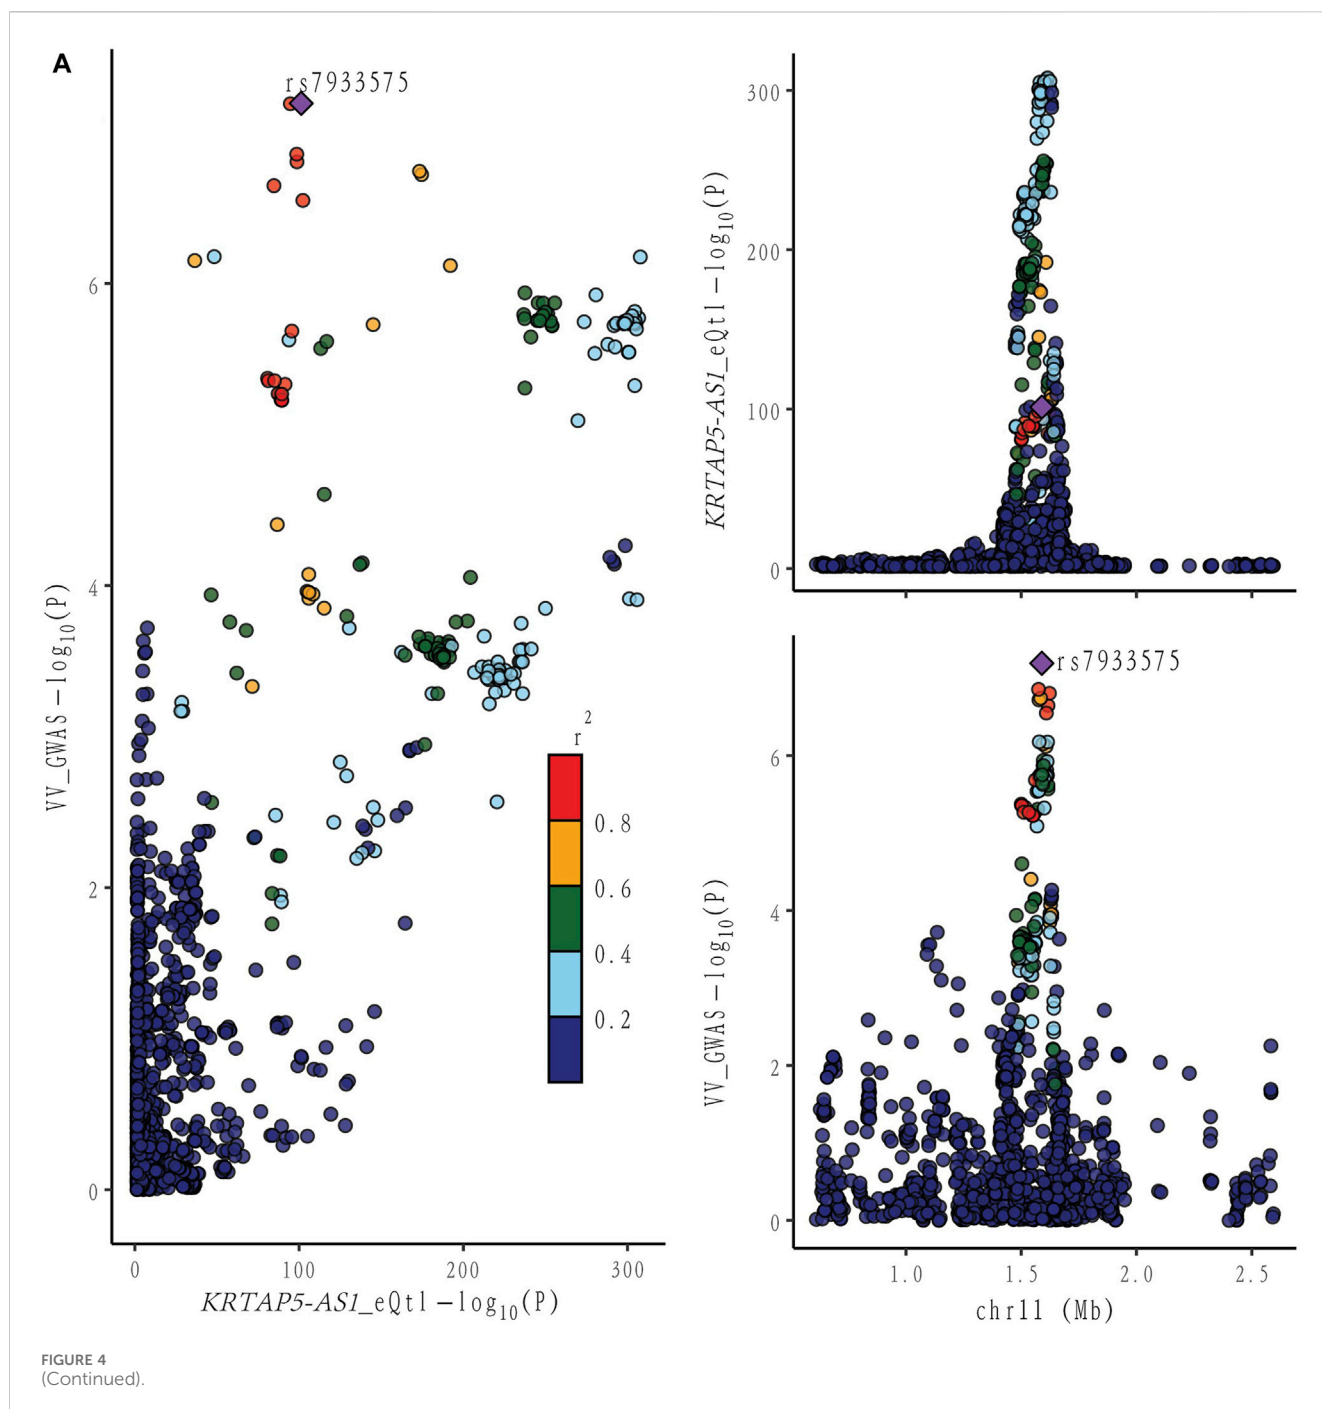 A
rs7933575
6
4
2
0
VV_GWAS −log10(P)
0 100 200 300
KRTAP5-AS1_eQtl −log10(P)
r2
0.8
0.6
0.4
0.2
300
200
100
0
KRTAP5-AS1_eQtl −log10(P)
rs7933575
6
4
2
0
VV_GWAS −log10(P)
1.0 1.5 2.0 2.5
chr11 (Mb)
FIGURE 4
(Continued).